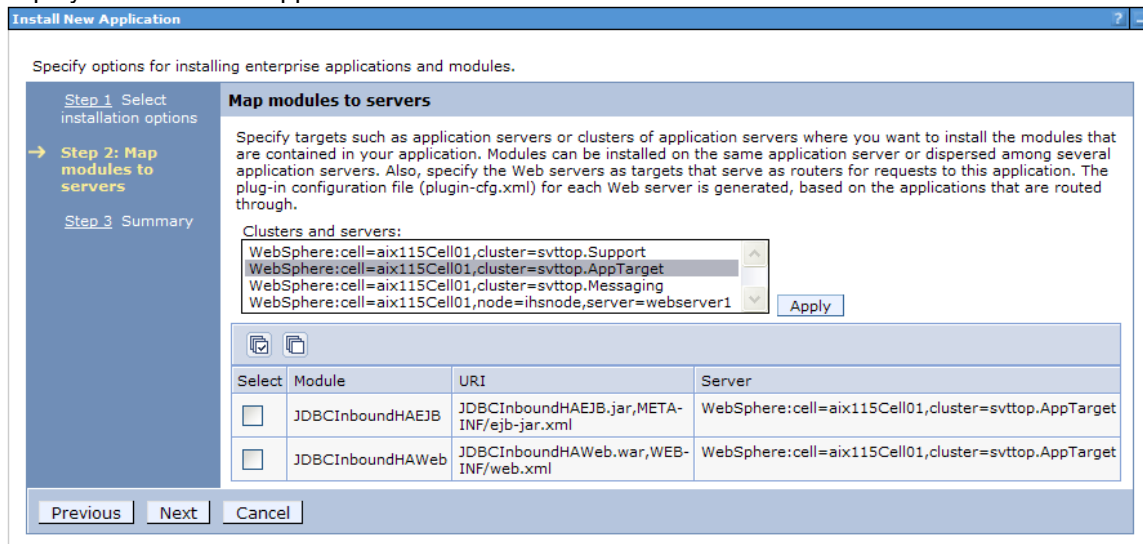 Install New Application
?
Specify options for installing enterprise applications and modules.
Step 1 Select
installation options
Step 2: Map
modules to
servers
Step 3 Summary
Map modules to servers
Specify targets such as application servers or clusters of application servers where you want to install the modules that
are contained in your application. Modules can be installed on the same application server or dispersed among several
application servers. Also, specify the Web servers as targets that serve as routers for requests to this application. The
plug-in configuration file (plugin-cfg.xml) for each Web server is generated, based on the applications that are routed
through.
Clusters and servers:
WebSphere:cell=aix115Cell01,cluster=svttop.Support
WebSphere:cell=aix115Cell01,cluster=svttop.AppTarget
WebSphere:cell=aix115Cell01,cluster=svttop.Messaging
WebSphere:cell=aix115Cell01,node=ihsnode,server=webserver1
Apply
Select Module URI Server
JDBCInboundHAEJB JDBCInboundHAEJB.jar,META-
INF/ejb-jar.xml WebSphere:cell=aix115Cell01,cluster=svttop.AppTarget
JDBCInboundHAWeb JDBCInboundHAWeb.war,WEB-
INF/web.xml WebSphere:cell=aix115Cell01,cluster=svttop.AppTarget
Previous Next Cancel